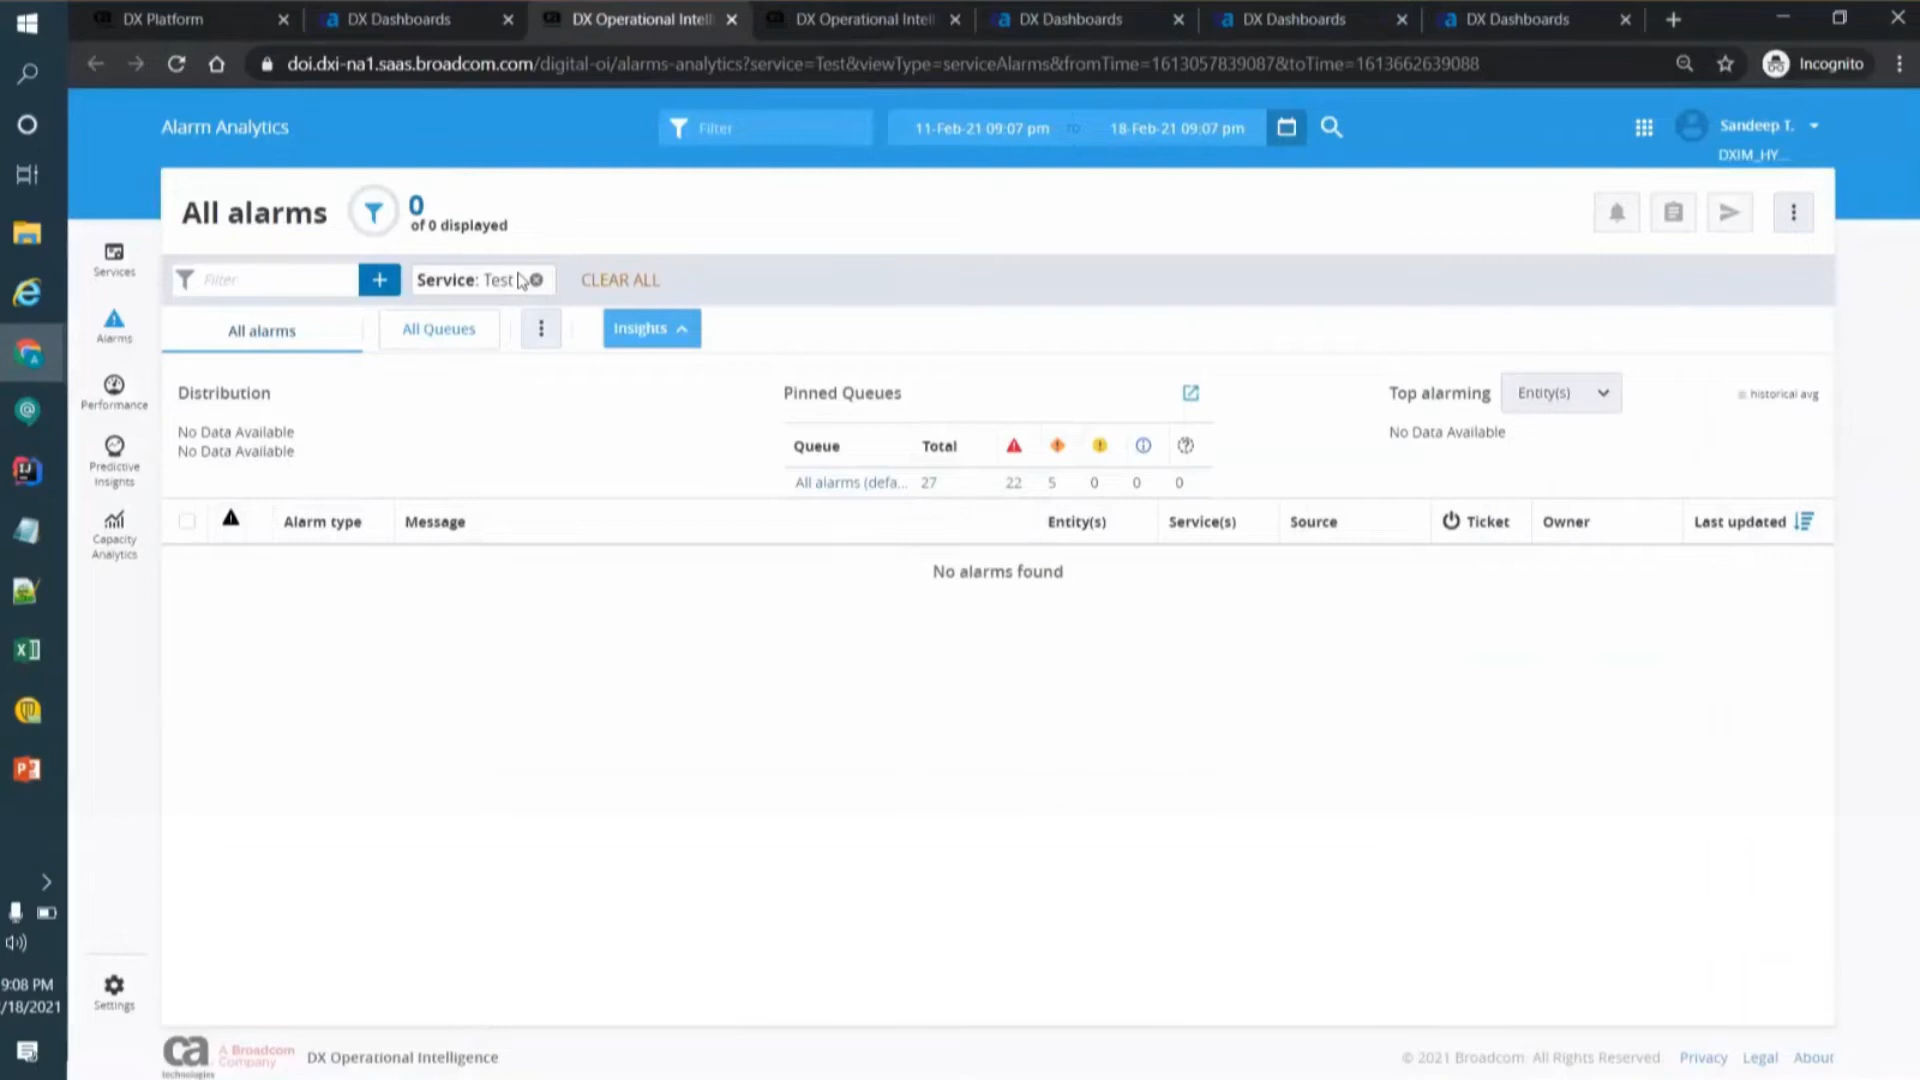 DX Platform
DX Dashboards
DX Operational Intell
DX Operational Intel
DX Dashboards
DX Dashboards
DX Dashboards
doi.dxi-na1.saas.broadcom.com/digital-oi/alarms-analytics?service=Test&viewType=serviceAlarms&fromTime=1613057839087&toTime=1613662639088
Incognito
Alarm Analytics
Filter
11-Feb-21 09:07 pm TO 18-Feb-21 09:07 pm
Sandeep T.
DXIM_HY...
All alarms
0
of 0 displayed
Services
Filter
Service: Test
CLEAR ALL
Alarms
All alarms
All Queues
Insights
Performance
Distribution
Pinned Queues
Top alarming
Entity(s)
historical avg
No Data Available
No Data Available
No Data Available
Predictive
Insights
Queue Total
All alarms (defa... 27 22 5 0 0 0
Capacity
Analytics
Alarm type
Message
Entity(s)
Service(s)
Source
Ticket
Owner
Last updated
No alarms found
Settings
9:08 PM
/18/2021
ca
technologies
A Broadcom
Company
DX Operational Intelligence
© 2021 Broadcom. All Rights Reserved
Privacy
Legal
About